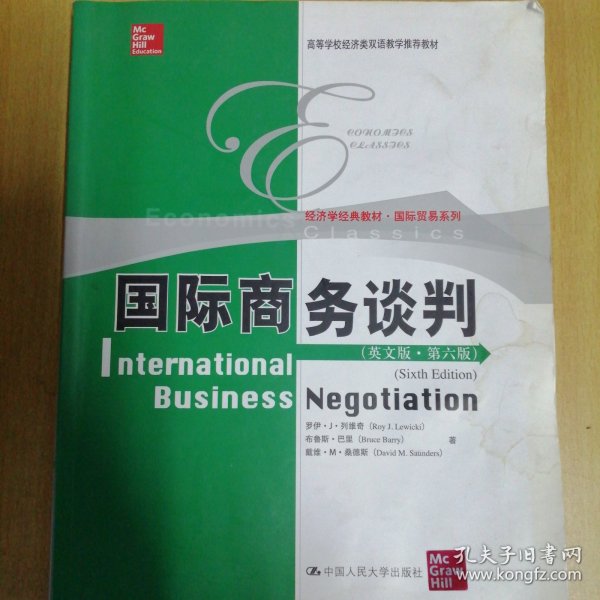 Mc
Graw
Hill
Education
高等学校经济类双语教学推荐教材
ECONOMICS
CLASSICS
Economics
经济学经典教材·国际贸易系列
Classics
国际商务谈判
(英文版·第六版)
International
(Sixth Edition)
Business Negotiation
罗伊·J·列维奇(Roy J. Lewicki)
布鲁斯·巴里(Bruce Barry) 著
戴维·M·桑德斯(David M. Saunders)
中国人民大学出版社
Mc
Graw
Hill
孔夫子旧书网
www.kongfz.com